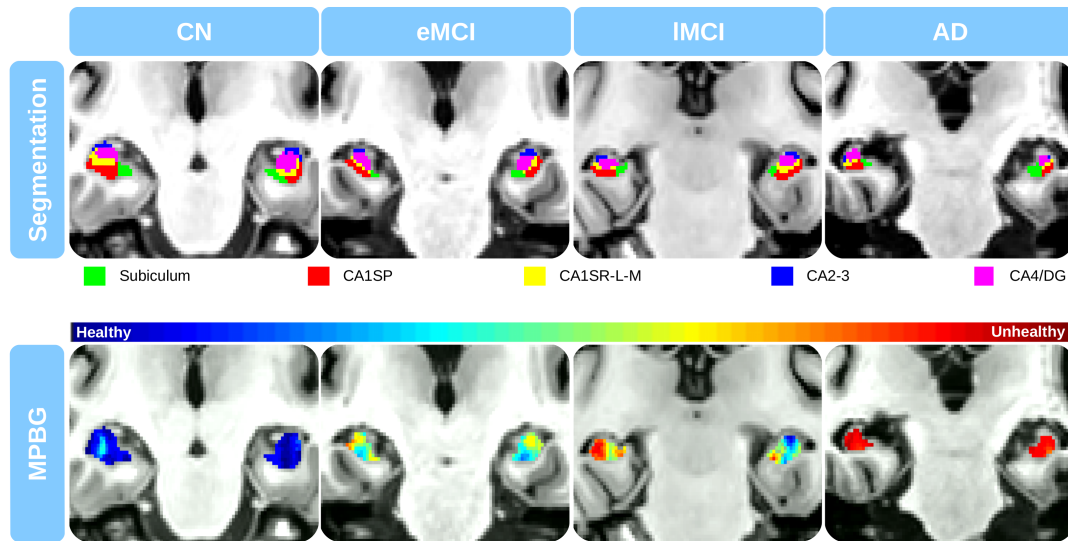 CN eMCI lMCI AD
Segmentation
Subiculum CA1SP CA1SR-L-M CA2-3 CA4/DG
Healthy Unhealthy
MPBG